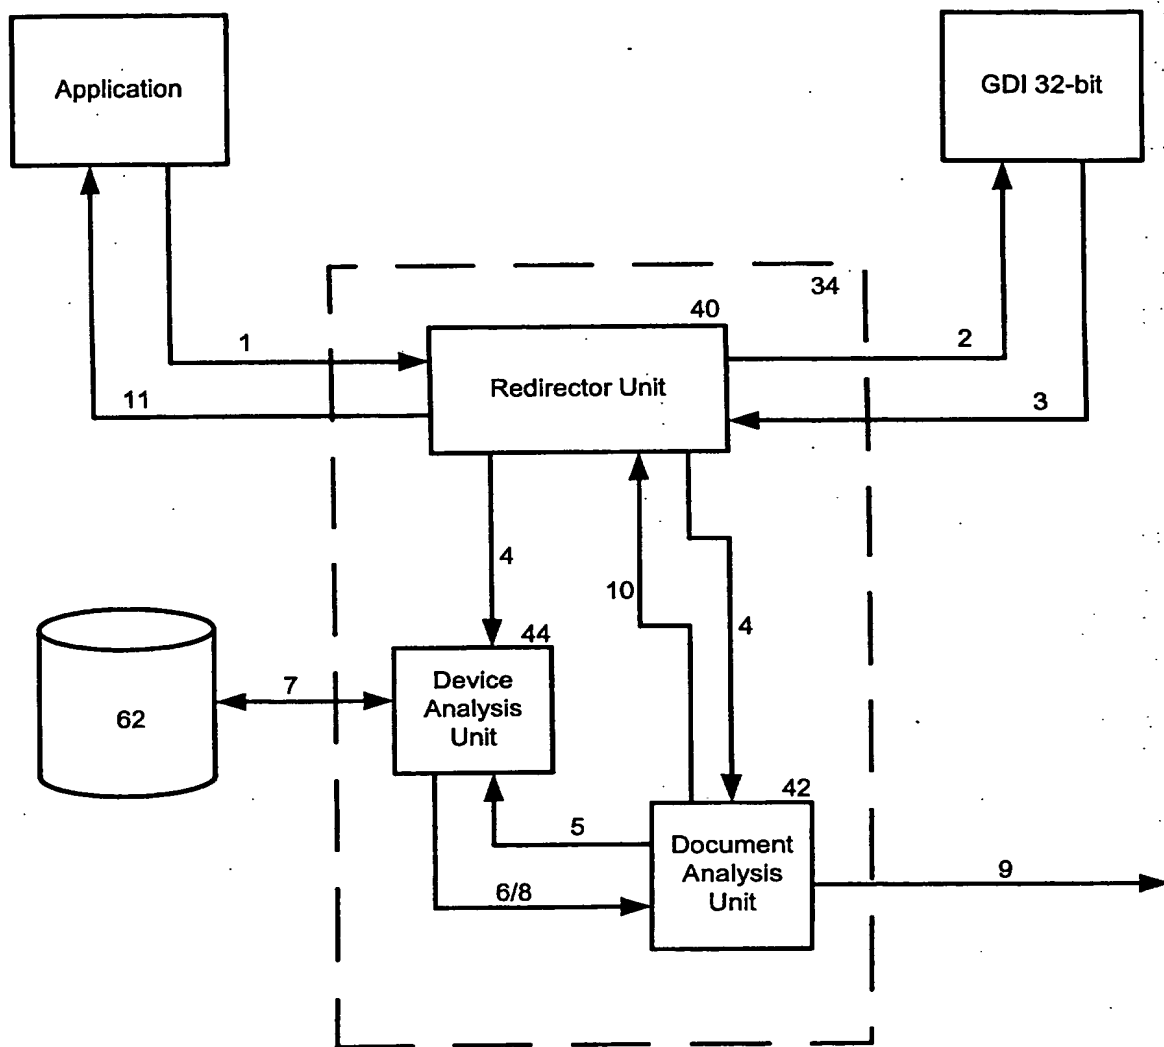 Application
GDI 32-bit
34
40
1
2
Redirector Unit
11
3
4
10
4
44
Device
Analysis
Unit
7
62
42
5
Document
Analysis
Unit
9
6/8